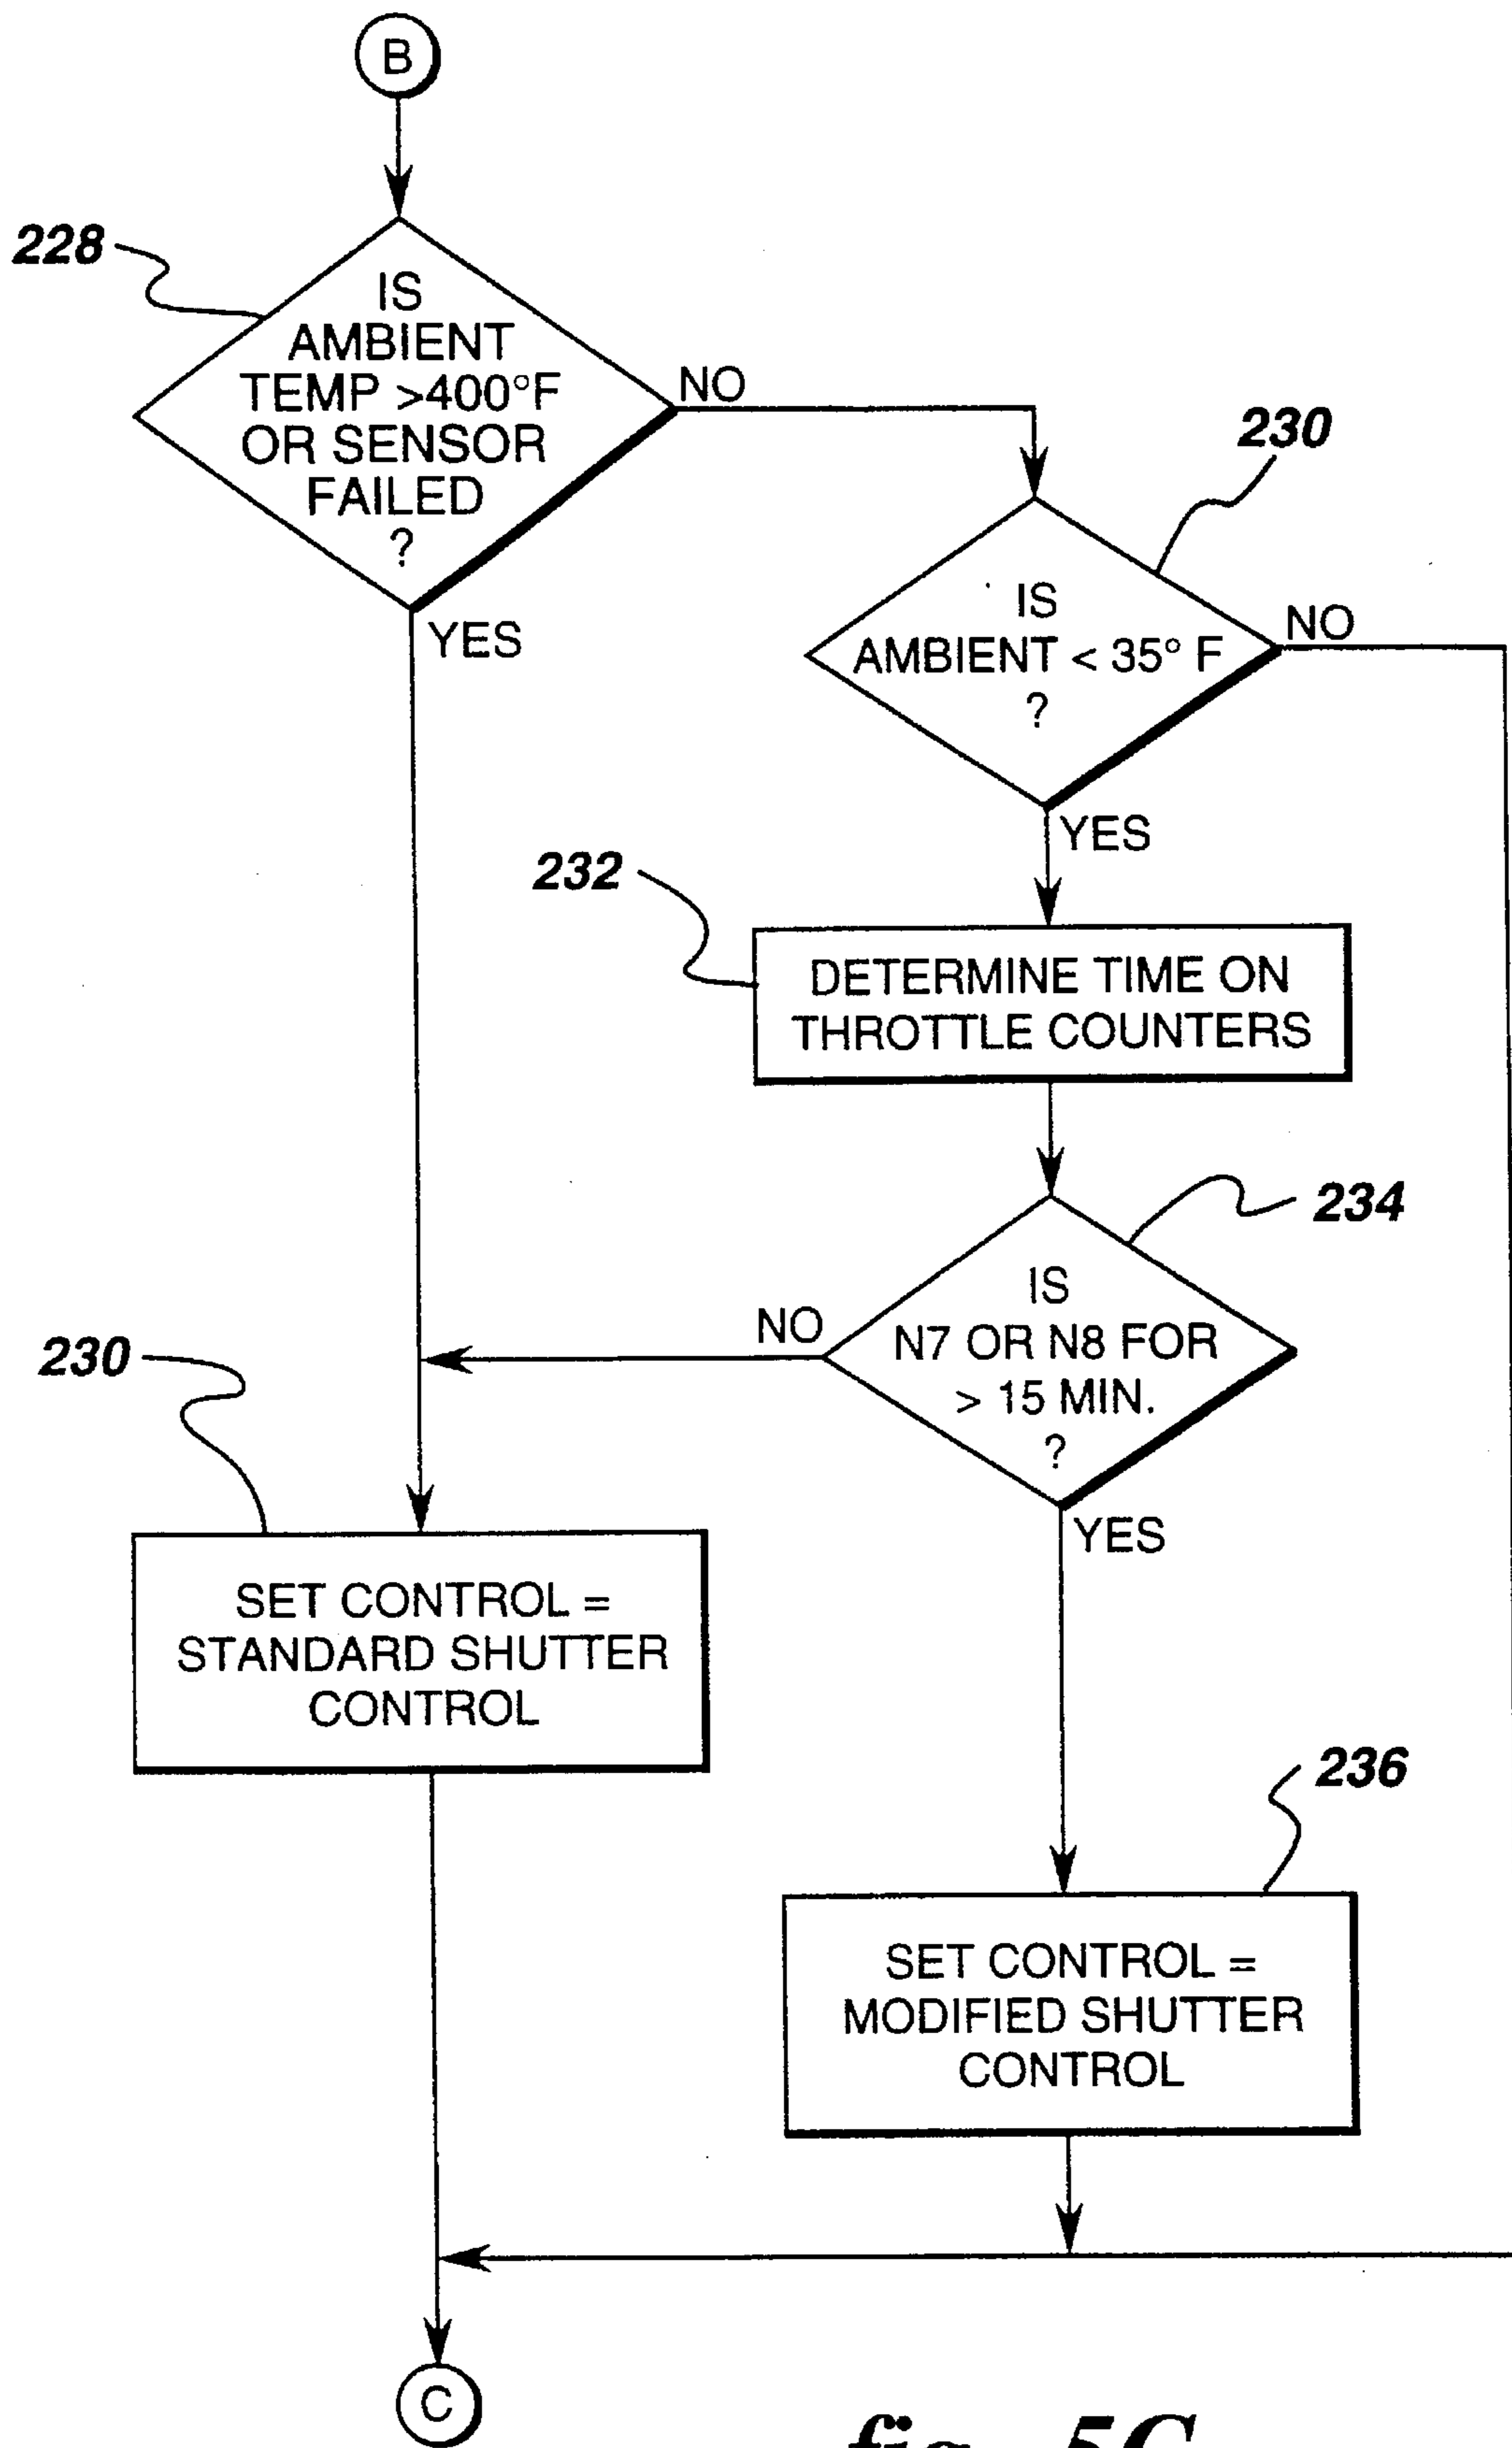 B
228
IS
AMBIENT
TEMP >400°F
OR SENSOR
FAILED
?
NO
YES
230
IS
AMBIENT < 35° F
?
NO
YES
232
DETERMINE TIME ON
THROTTLE COUNTERS
234
IS
N7 OR N8 FOR
> 15 MIN.
?
NO
YES
230
SET CONTROL =
STANDARD SHUTTER
CONTROL
236
SET CONTROL =
MODIFIED SHUTTER
CONTROL
C
fig. 5C